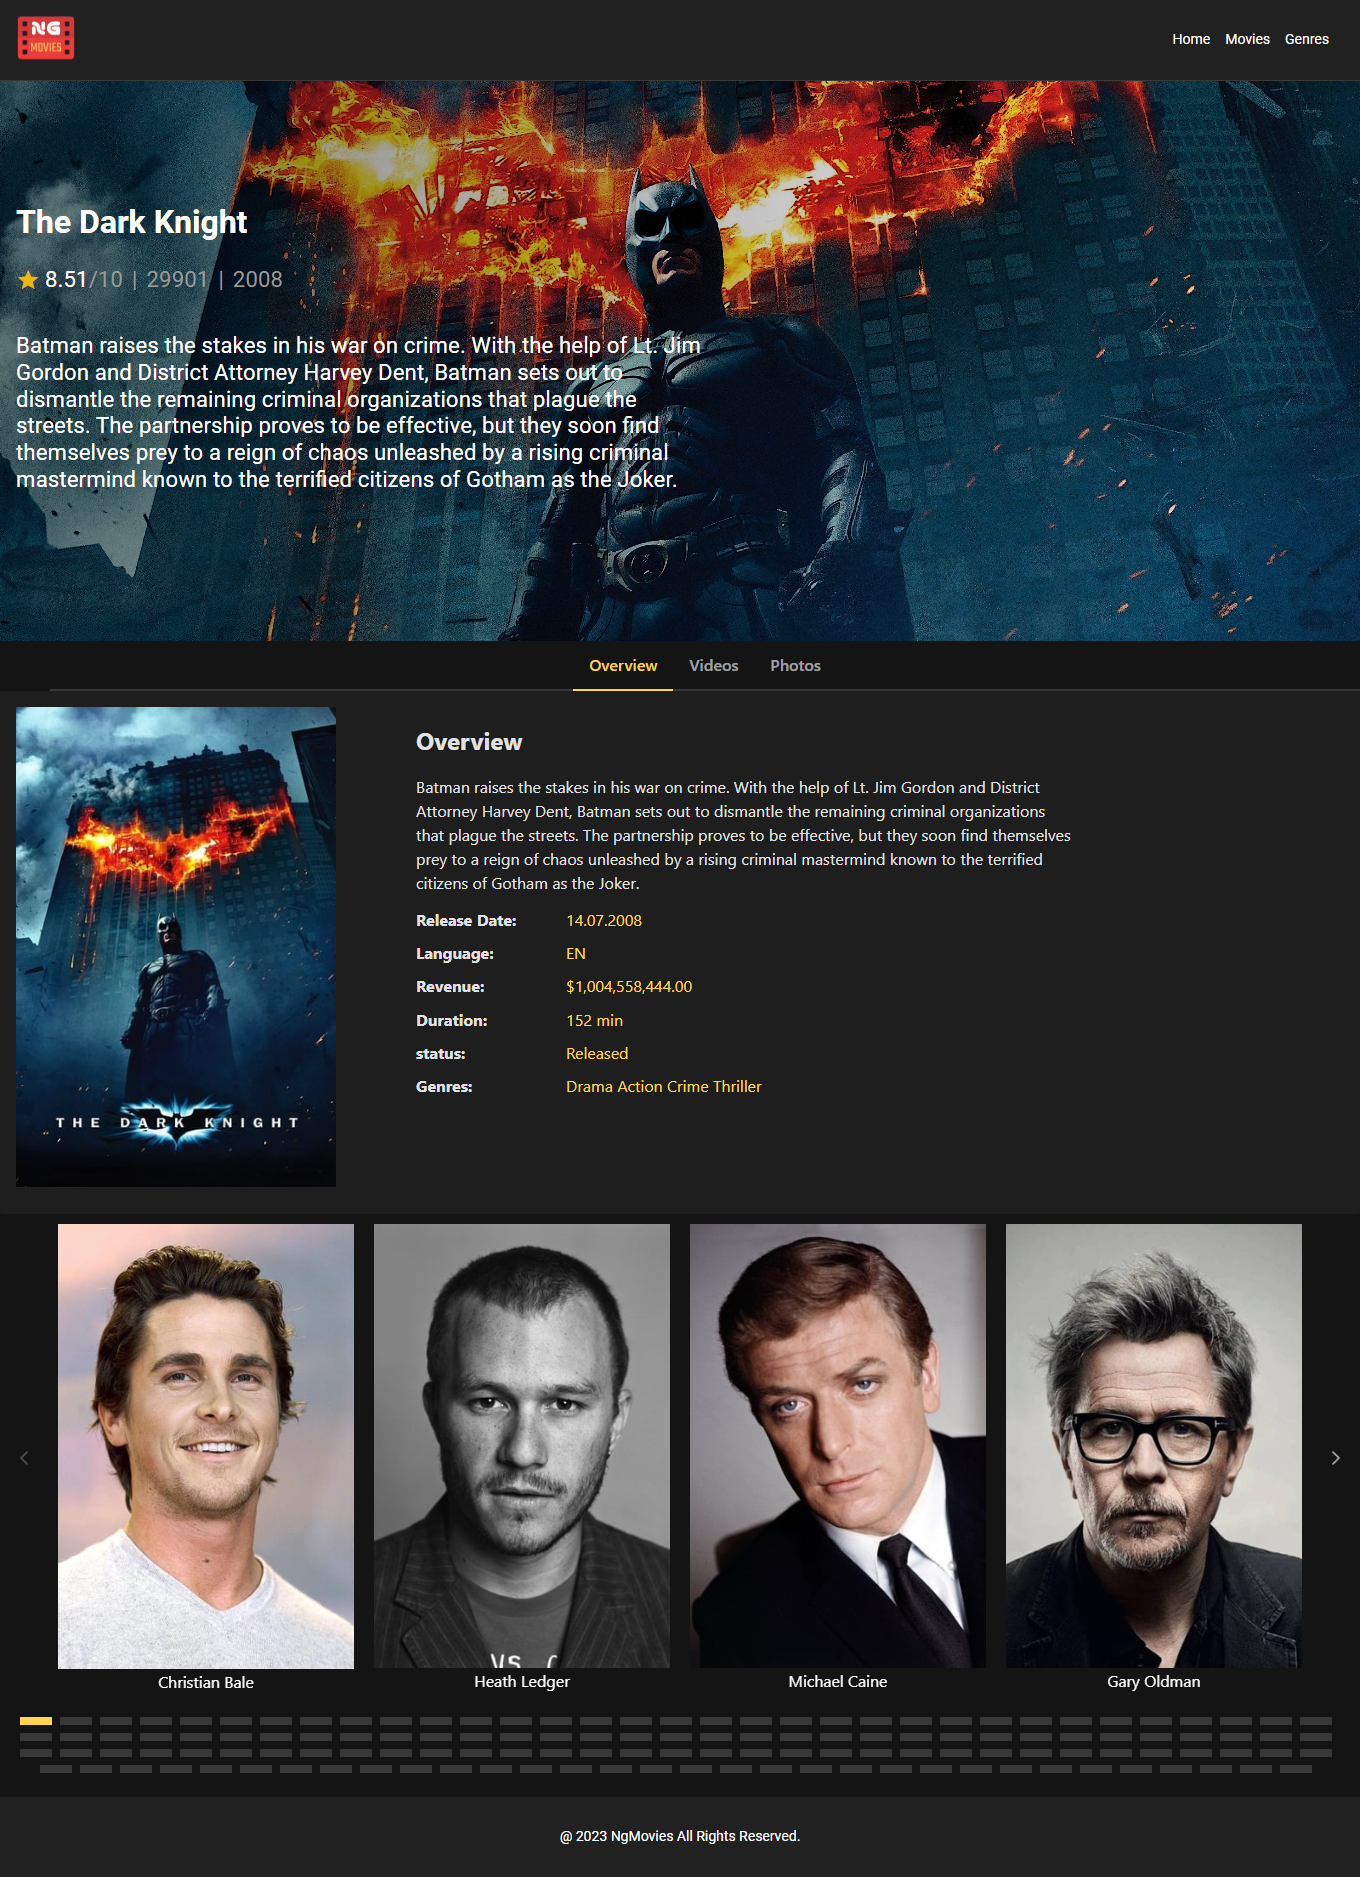 NG
MOVIES
Home Movies Genres
The Dark Knight
8.51/10 | 29901 | 2008
Batman raises the stakes in his war on crime. With the help of Lt. Jim
Gordon and District Attorney Harvey Dent, Batman sets out to
dismantle the remaining criminal organizations that plague the
streets. The partnership proves to be effective, but they soon find
themselves prey to a reign of chaos unleashed by a rising criminal
mastermind known to the terrified citizens of Gotham as the Joker.
Overview Videos Photos
THE DARK KNIGHT
Overview
Batman raises the stakes in his war on crime. With the help of Lt. Jim Gordon and District
Attorney Harvey Dent, Batman sets out to dismantle the remaining criminal organizations
that plague the streets. The partnership proves to be effective, but they soon find themselves
prey to a reign of chaos unleashed by a rising criminal mastermind known to the terrified
citizens of Gotham as the Joker.
Release Date: 14.07.2008
Language: EN
Revenue: $1,004,558,444.00
Duration: 152 min
status: Released
Genres: Drama Action Crime Thriller
VS
Christian Bale
Heath Ledger
Michael Caine
Gary Oldman
@ 2023 NgMovies All Rights Reserved.